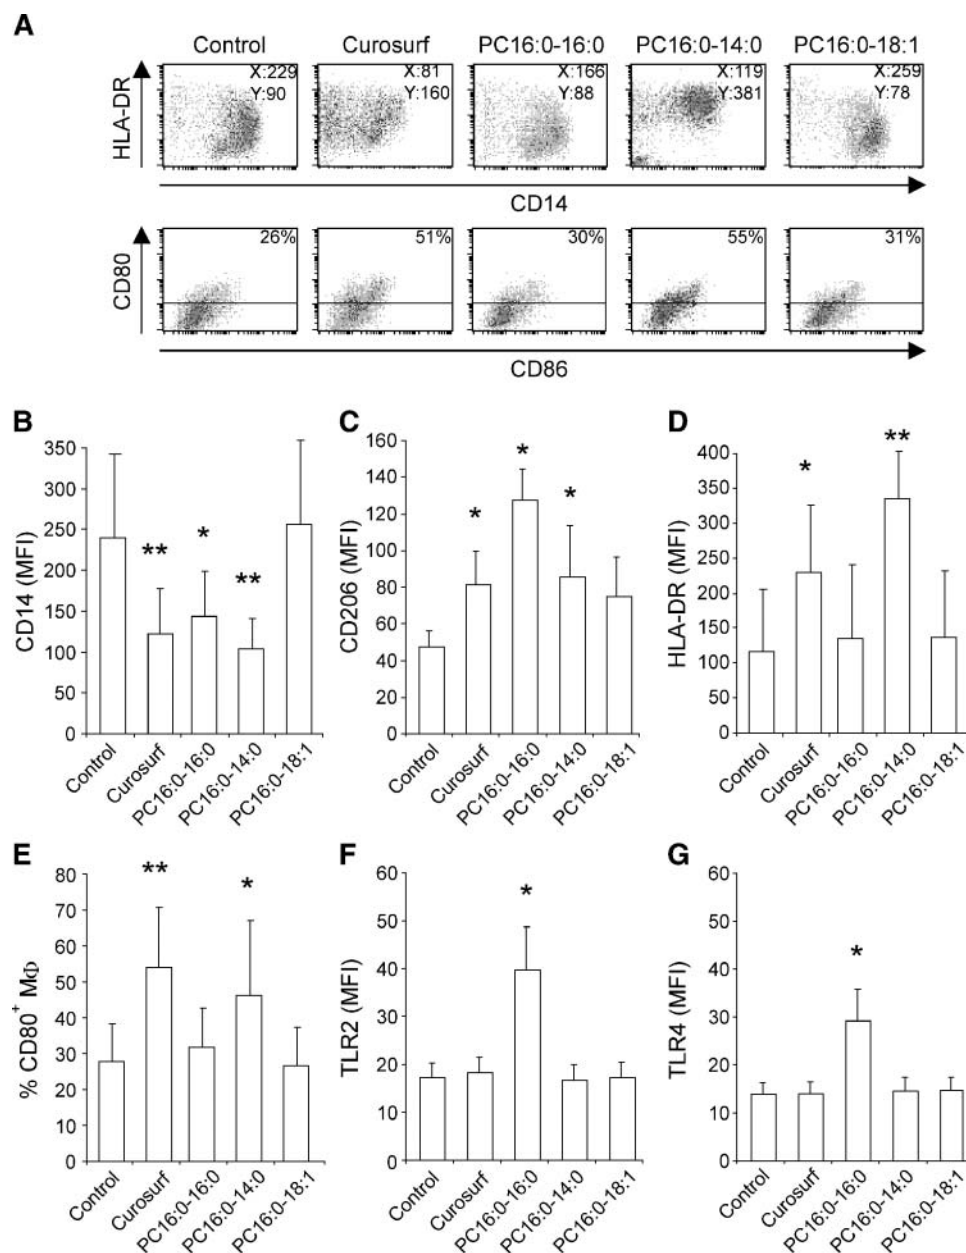 A
Control Curosurf PC16:0-16:0 PC16:0-14:0 PC16:0-18:1
HLA-DR
X:229 X:81 X:166 X:119 X:259
Y:90 Y:160 Y:88 Y:381 Y:78
CD14
CD80
26% 51% 30% 55% 31%
CD86
B
CD14 (MFI)
350
300
250
200
150
100
50
0
** * **
Control Curosurf PC16:0-16:0 PC16:0-14:0 PC16:0-18:1
C
CD206 (MFI)
160
140
120
100
80
60
40
20
0
* * *
Control Curosurf PC16:0-16:0 PC16:0-14:0 PC16:0-18:1
D
HLA-DR (MFI)
400
350
300
250
200
150
100
50
0
* **
Control Curosurf PC16:0-16:0 PC16:0-14:0 PC16:0-18:1
E
% CD80+ MΦ
80
70
60
50
40
30
20
10
0
** *
Control Curosurf PC16:0-16:0 PC16:0-14:0 PC16:0-18:1
F
TLR2 (MFI)
60
50
40
30
20
10
0
*
Control Curosurf PC16:0-16:0 PC16:0-14:0 PC16:0-18:1
G
TLR4 (MFI)
60
50
40
30
20
10
0
*
Control Curosurf PC16:0-16:0 PC16:0-14:0 PC16:0-18:1